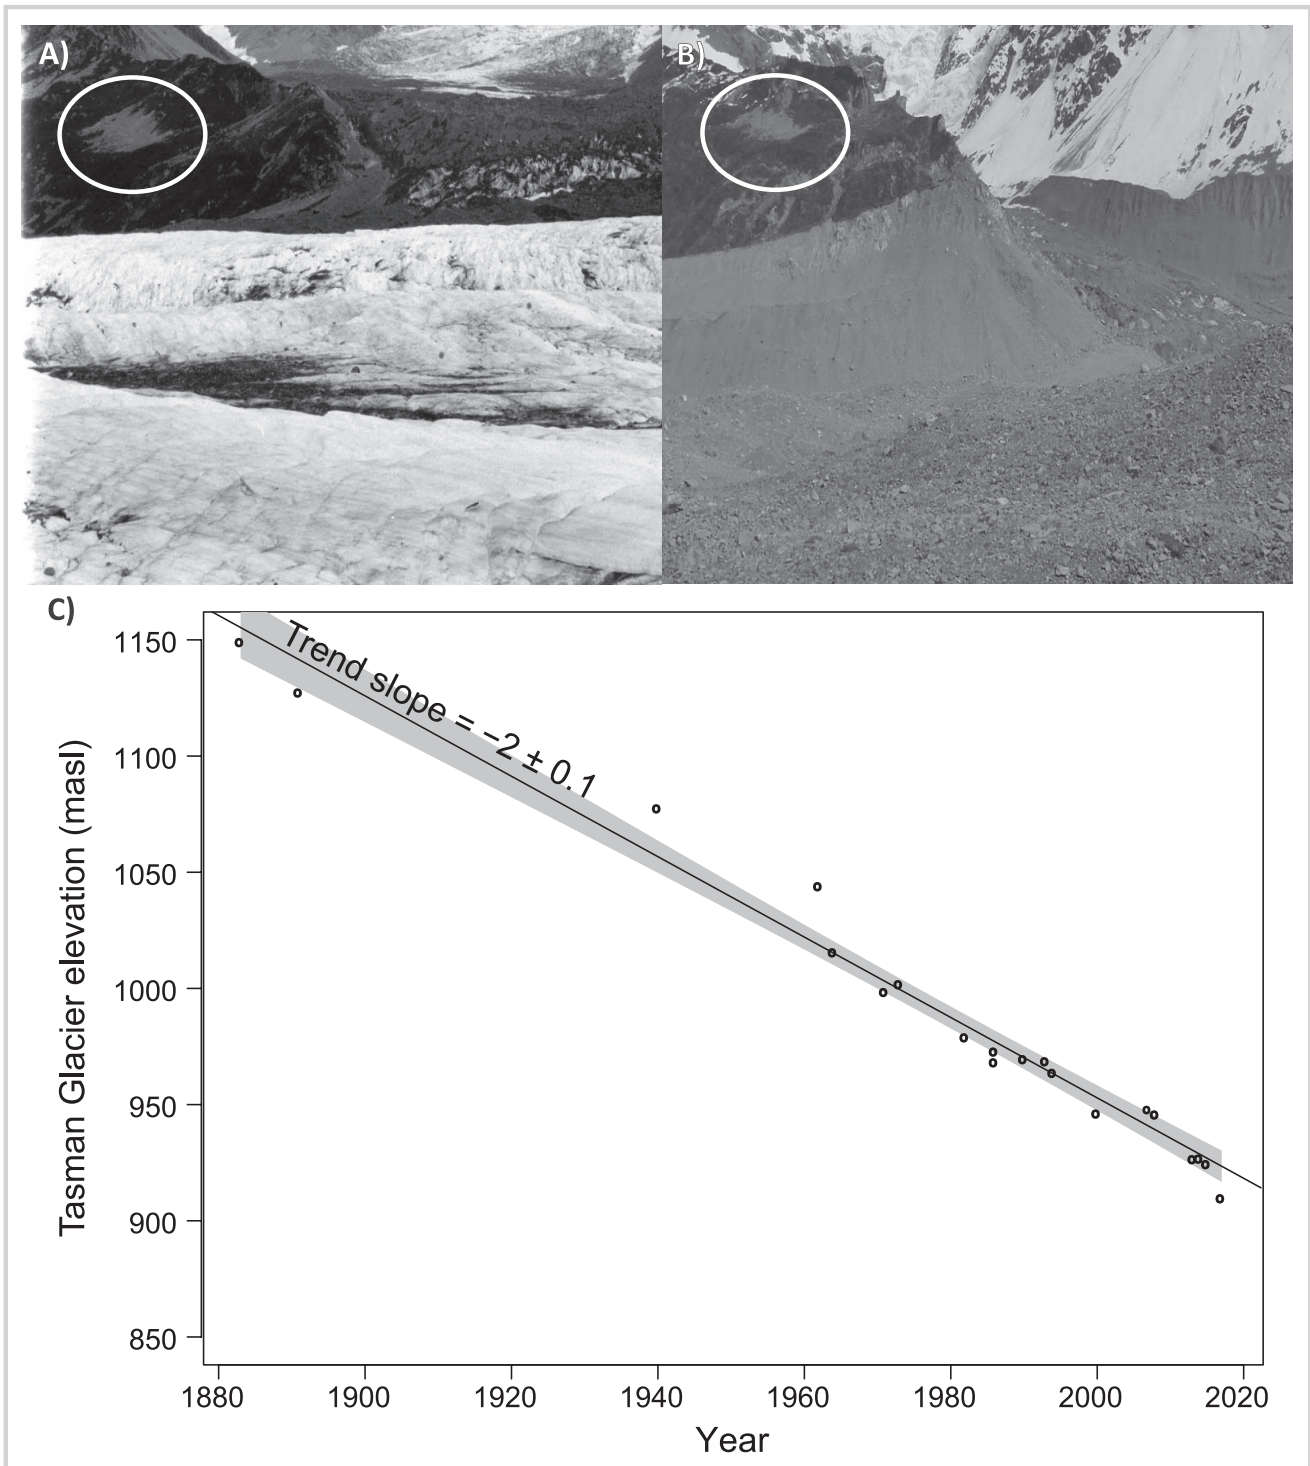 A)
B)
C)
Trend slope = −2 ± 0.1
Tasman Glacier elevation (masl)
1150
1100
1050
1000
950
900
850
1880 1900 1920 1940 1960 1980 2000 2020
Year